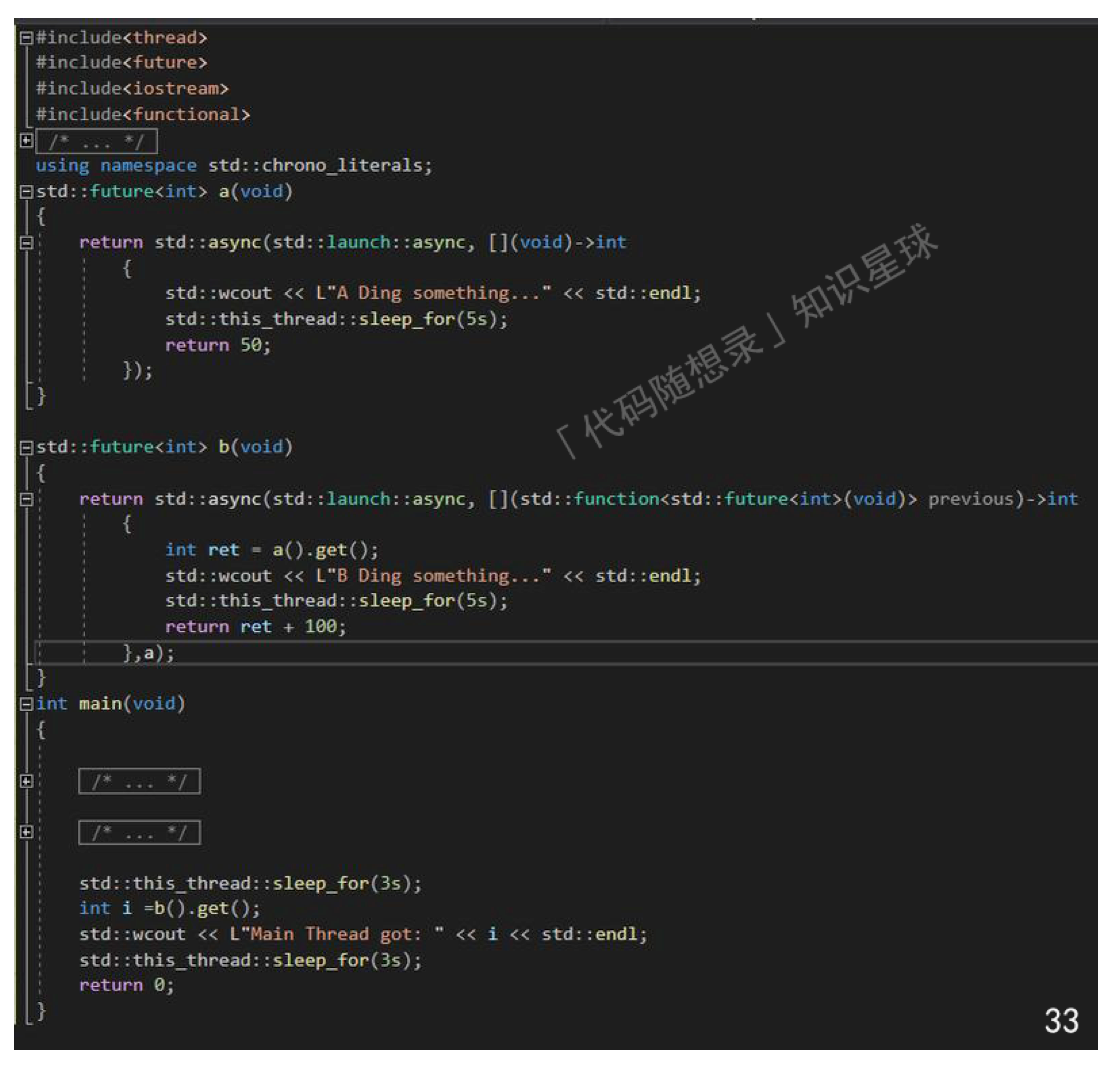 #include<thread>
#include<future>
#include<iostream>
#include<functional>
/* ... */
using namespace std::chrono_literals;
std::future<int> a(void)
{
return std::async(std::launch::async, [](void)->int
{
std::wcout << L"A Ding something..." << std::endl;
std::this_thread::sleep_for(5s);
return 50;
});
}
「代码随想录」知识星球
std::future<int> b(void)
{
return std::async(std::launch::async, [](std::function<std::future<int>(void)> previous)->int
{
int ret = a().get();
std::wcout << L"B Ding something..." << std::endl;
std::this_thread::sleep_for(5s);
return ret + 100;
},a);
}
int main(void)
{
/* ... */
/* ... */
std::this_thread::sleep_for(3s);
int i =b().get();
std::wcout << L"Main Thread got: " << i << std::endl;
std::this_thread::sleep_for(3s);
return 0;
}
33